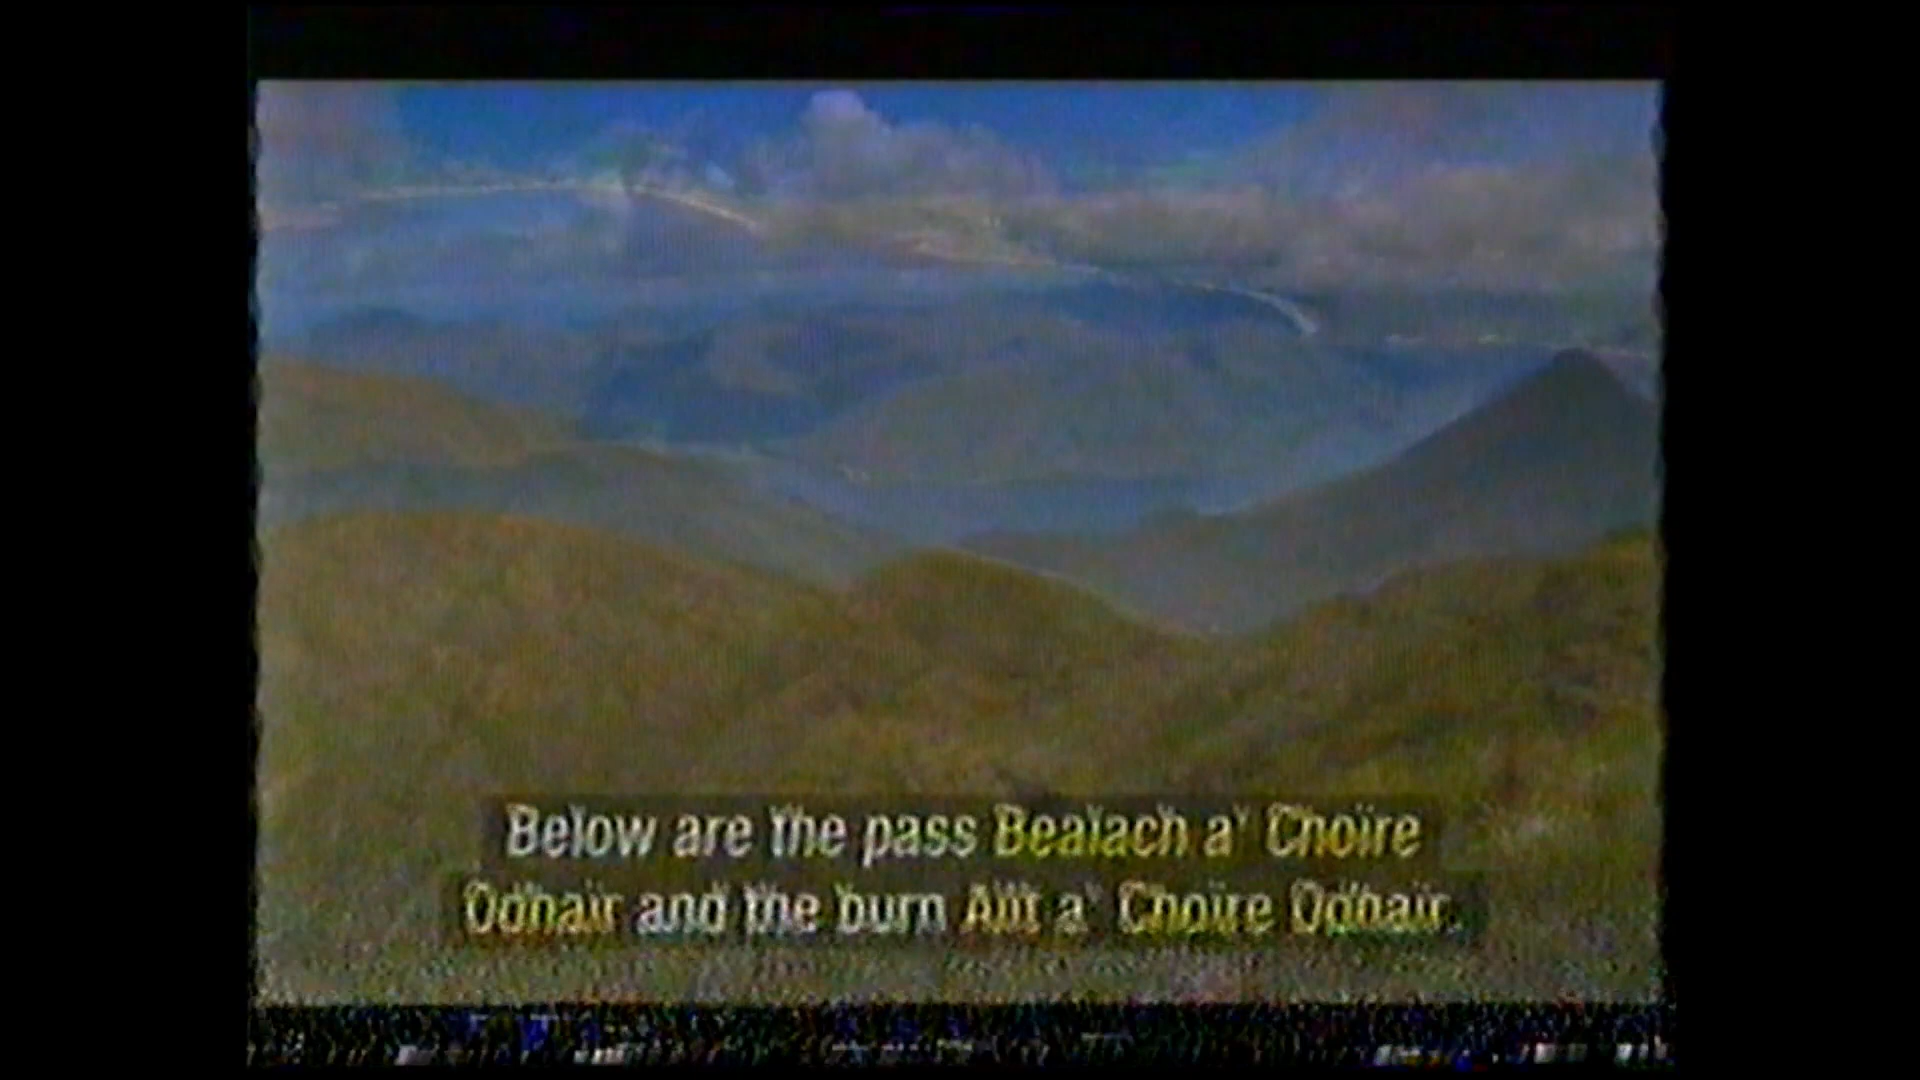 Below are the pass Bealach a' Choire
Odhair and the burn Allt a' Choire Odhair.